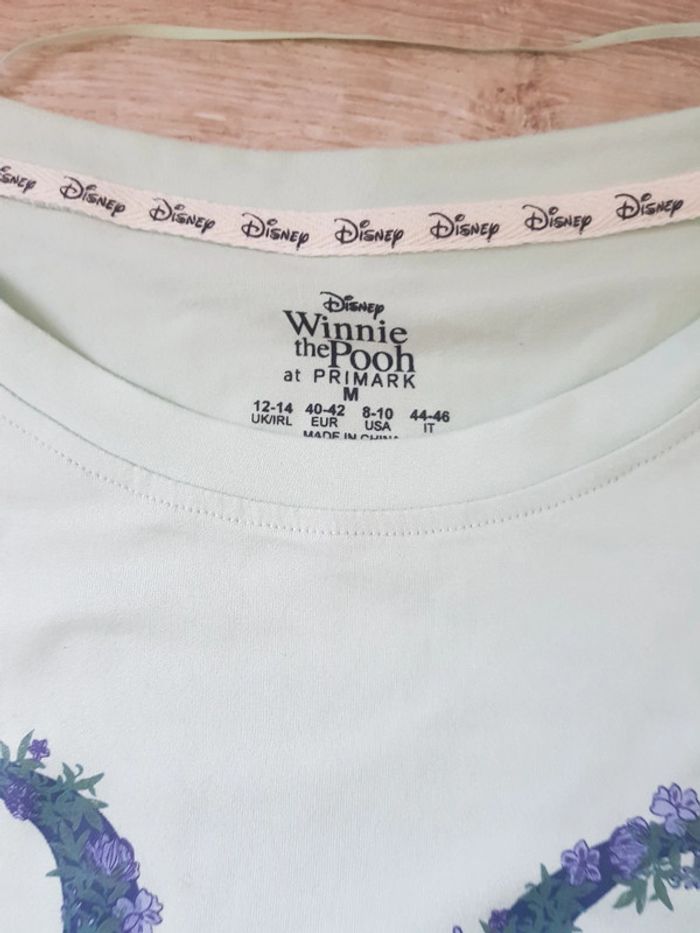 Disney Disney Disney Disney Disney Disney Disney Disney
Disney
Winnie
the Pooh
at PRIMARK
M
12-14 40-42 8-10 44-46
UK/IRL EUR USA IT
MADE IN CHINA